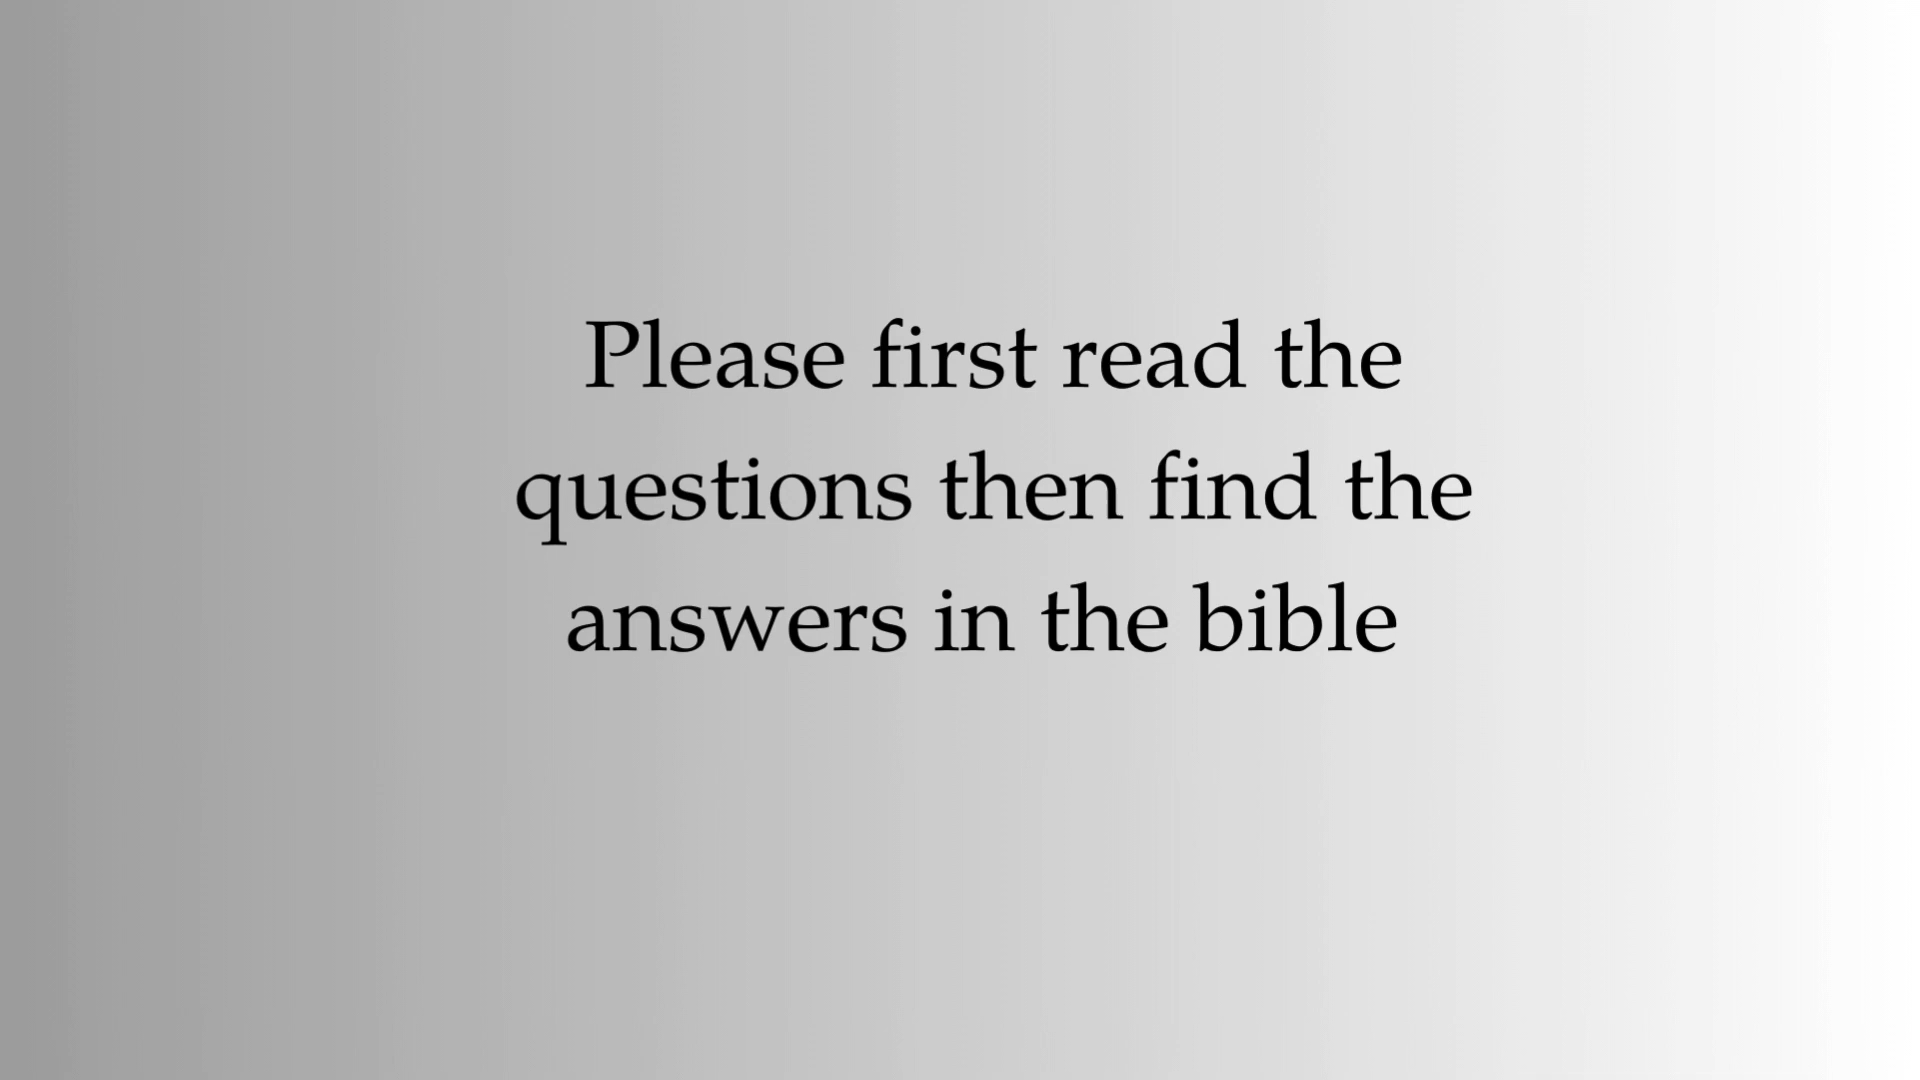 Please first read the
questions then find the
answers in the bible